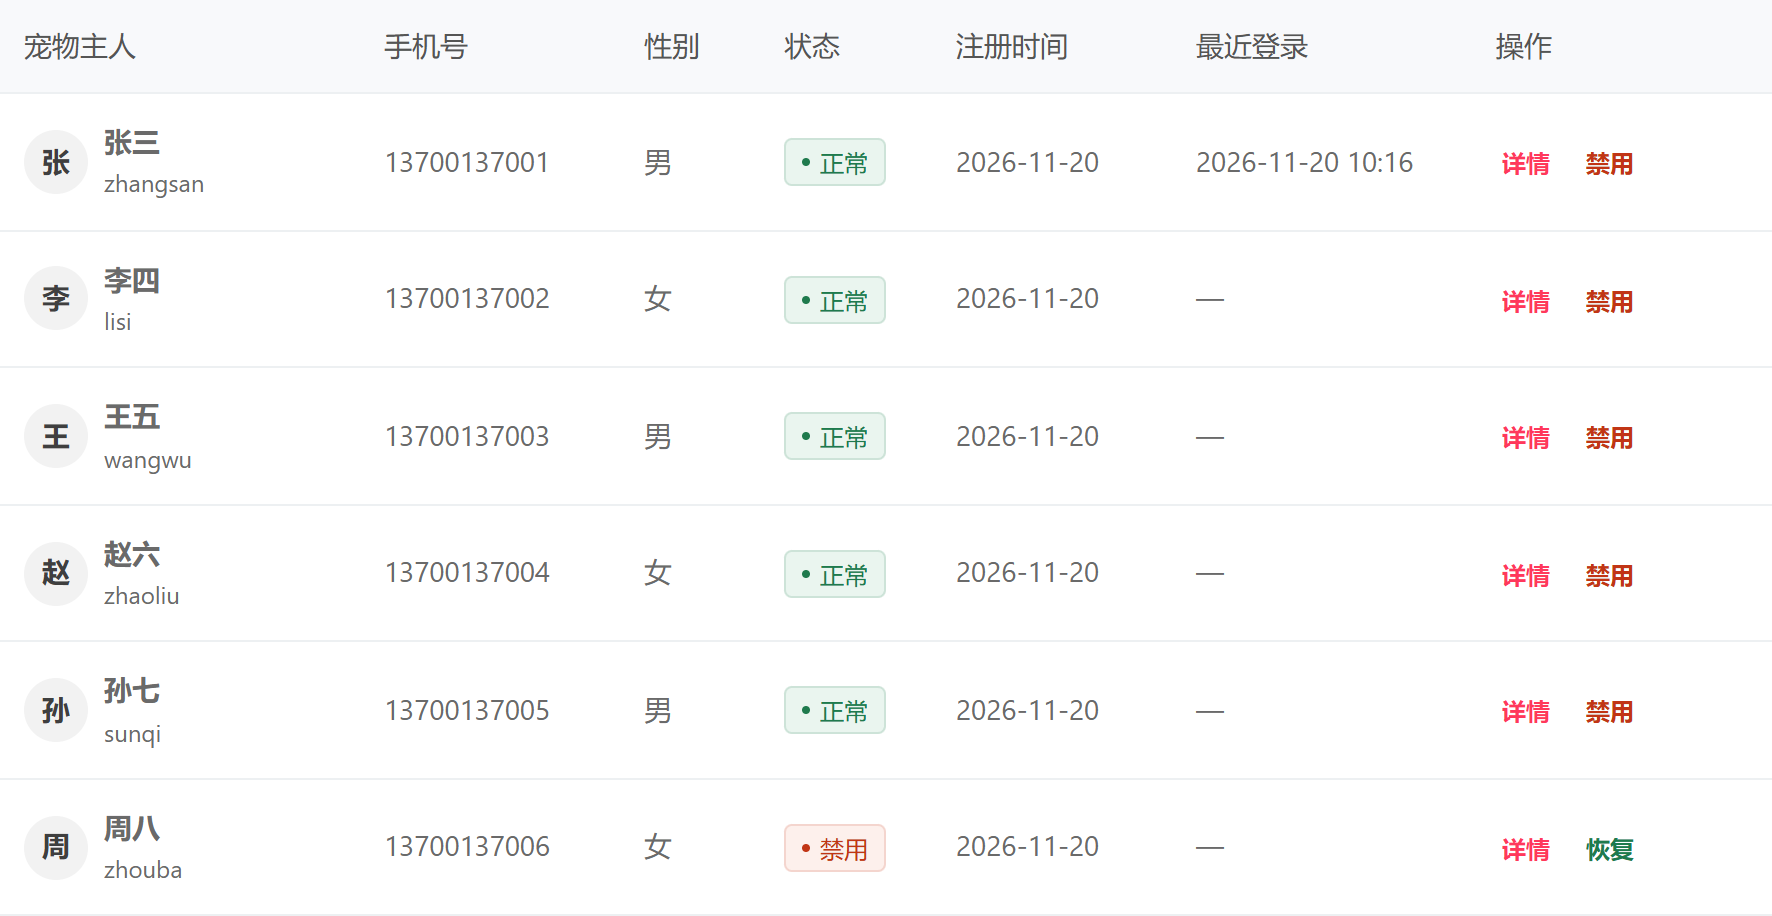 宠物主人 手机号 性别 状态 注册时间 最近登录 操作
张 张三 zhangsan 13700137001 男 • 正常 2026-11-20 2026-11-20 10:16 详情 禁用
李 李四 lisi 13700137002 女 • 正常 2026-11-20 — 详情 禁用
王 王五 wangwu 13700137003 男 • 正常 2026-11-20 — 详情 禁用
赵 赵六 zhaoliu 13700137004 女 • 正常 2026-11-20 — 详情 禁用
孙 孙七 sunqi 13700137005 男 • 正常 2026-11-20 — 详情 禁用
周 周八 zhouba 13700137006 女 • 禁用 2026-11-20 — 详情 恢复